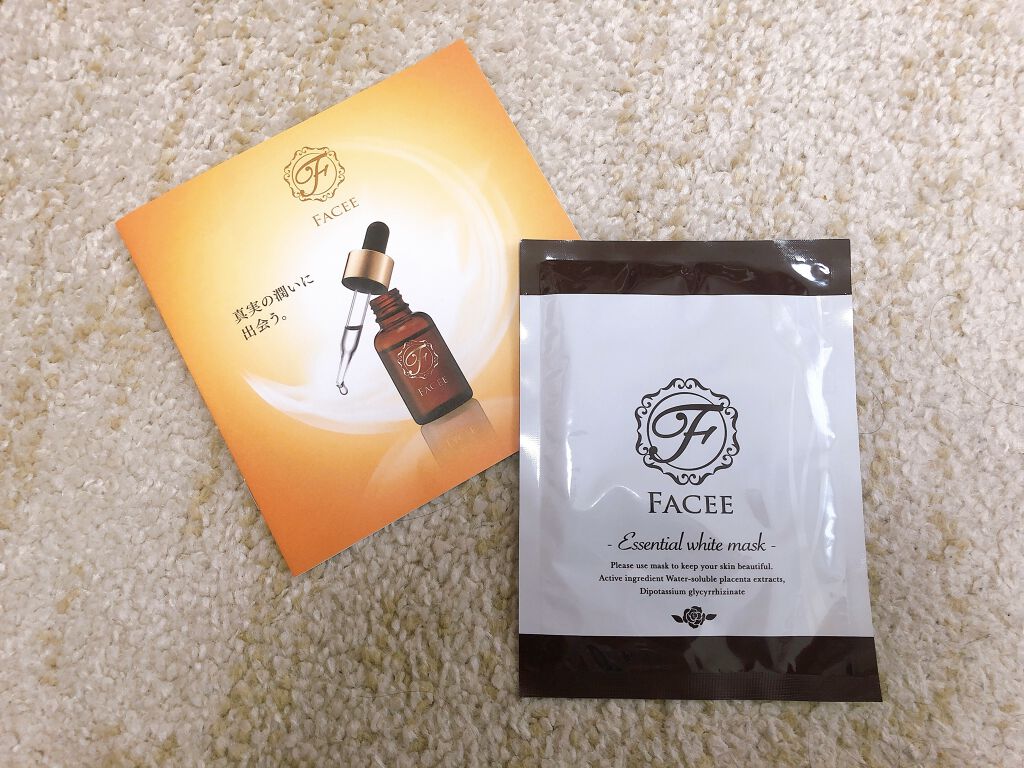 F
FACEE
真実の潤いに
出会う。
F
FACEE
F
FACEE
- Essential white mask -
Please use mask to keep your skin beautiful.
Active ingredient Water-soluble placenta extracts,
Dipotassium glycyrrhizinate